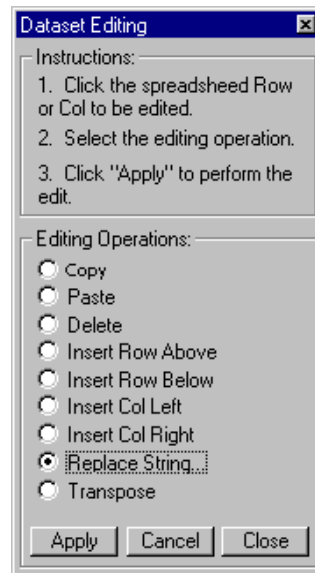 Dataset Editing
Instructions:
1. Click the spreadsheed Row
or Col to be edited.
2. Select the editing operation.
3. Click "Apply" to perform the
edit.
Editing Operations:
Copy
Paste
Delete
Insert Row Above
Insert Row Below
Insert Col Left
Insert Col Right
Replace String...
Transpose
Apply Cancel Close